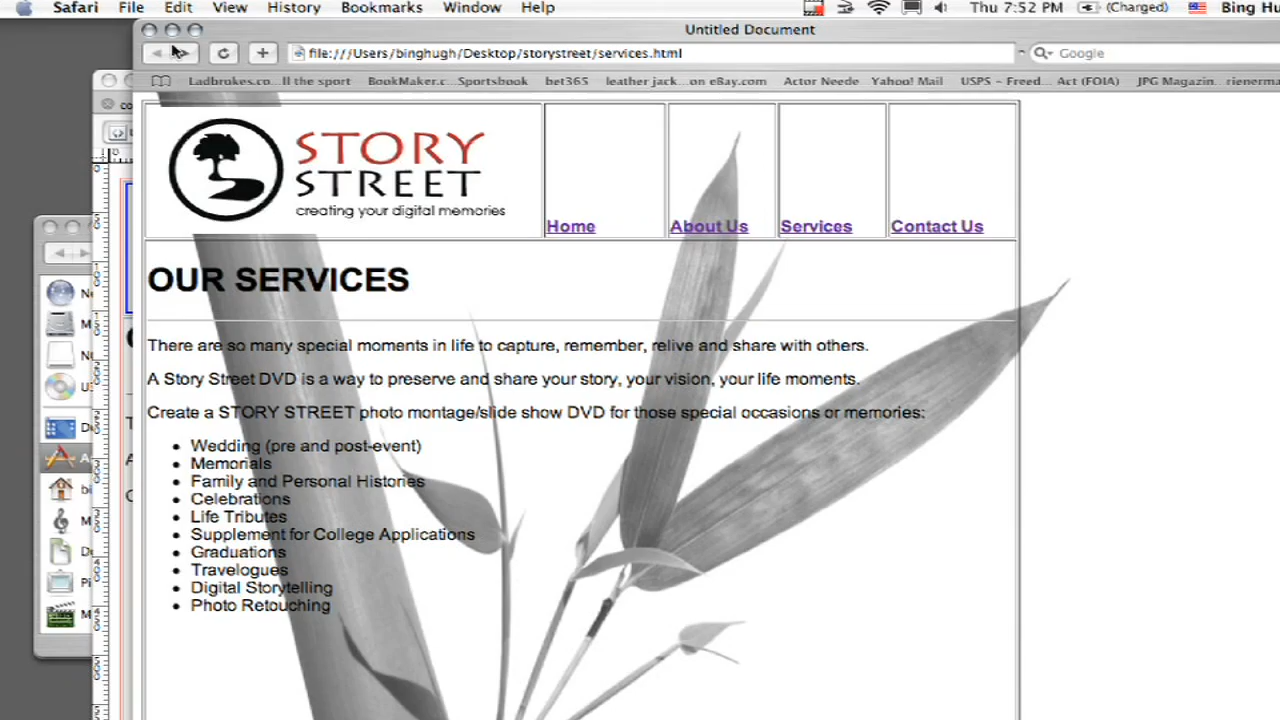 Safari File Edit View History Bookmarks Window Help Thu 7:52 PM (Charged) Bing Hu
Untitled Document
file:///Users/binghugh/Desktop/storystreet/services.html Google
Ladbrokes.co...ll the sport BookMaker.c... Sportsbook bet365 leather jack...on eBay.com Actor Neede Yahoo! Mail USPS - Freed... Act (FOIA) JPG Magazin...rienerma
STORY
STREET
creating your digital memories
Home About Us Services Contact Us
OUR SERVICES
There are so many special moments in life to capture, remember, relive and share with others.
A Story Street DVD is a way to preserve and share your story, your vision, your life moments.
Create a STORY STREET photo montage/slide show DVD for those special occasions or memories:
• Wedding (pre and post-event)
• Memorials
• Family and Personal Histories
• Celebrations
• Life Tributes
• Supplement for College Applications
• Graduations
• Travelogues
• Digital Storytelling
• Photo Retouching